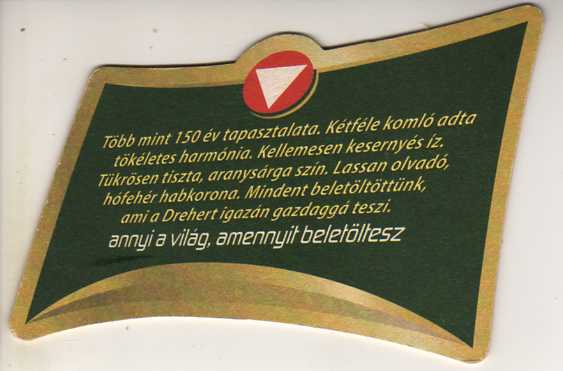 Több mint 150 év tapasztalata. Kétféle komló adta
tökéletes harmónia. Kellemesen kesernyés íz.
Tükrösen tiszta, aranysárga szín. Lassan olvadó,
hófehér habkorona. Mindent beletöltöttünk,
ami a Drehert igazán gazdaggá teszi.
annyi a világ, amennyit beletöltesz